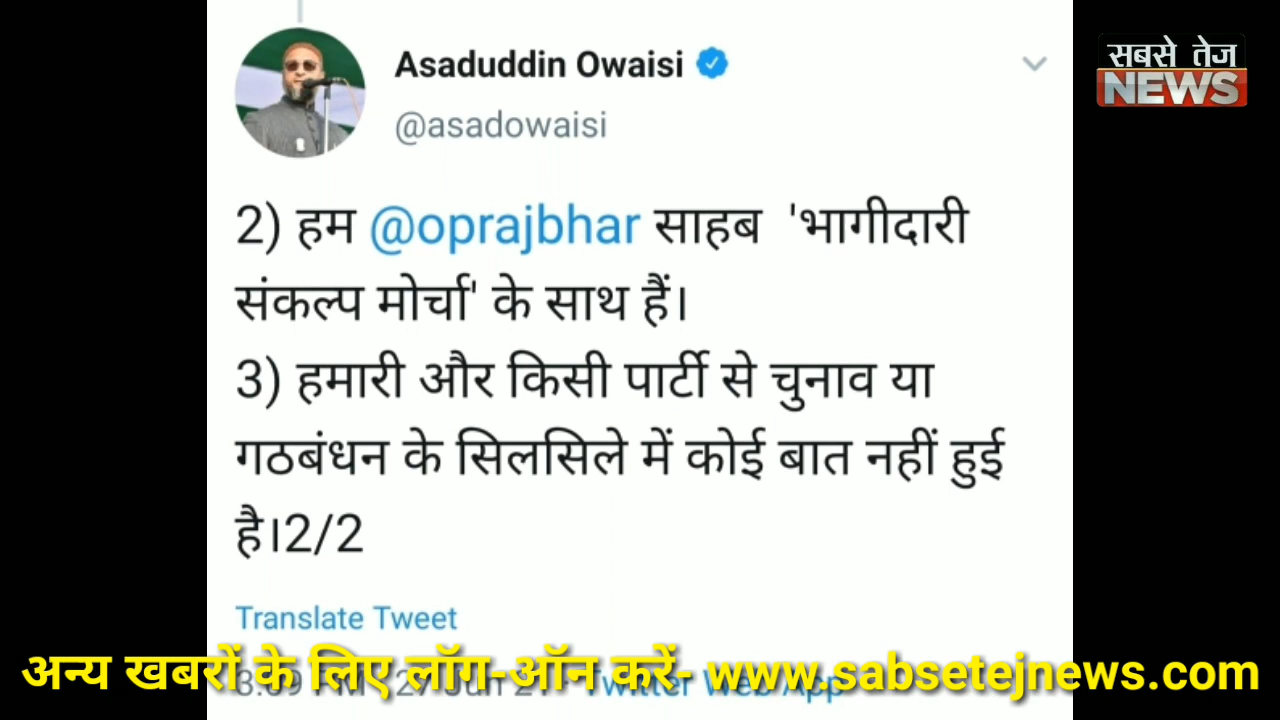 Asaduddin Owaisi
@asadowaisi
सबसे तेज
NEWS
2) हम @oprajbhar साहब 'भागीदारी
संकल्प मोर्चा' के साथ हैं।
3) हमारी और किसी पार्टी से चुनाव या
गठबंधन के सिलसिले में कोई बात नहीं हुई
है।2/2
Translate Tweet
अन्य खबरों के लिए लॉग-ऑन करें- www.sabsetejnews.com